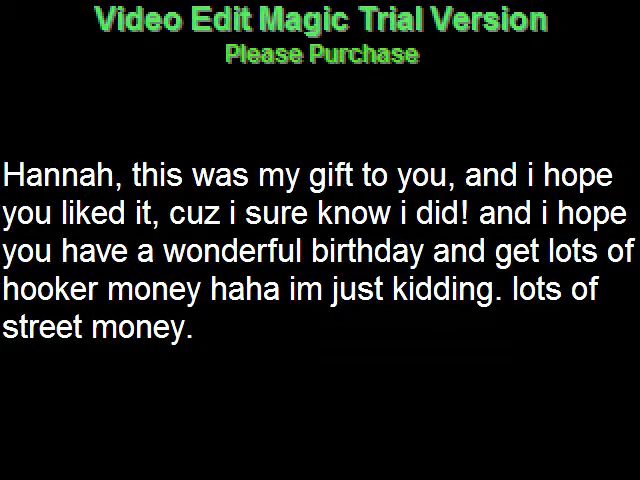 Video Edit Magic Trial Version
Please Purchase
Hannah, this was my gift to you, and i hope
you liked it, cuz i sure know i did! and i hope
you have a wonderful birthday and get lots of
hooker money haha im just kidding. lots of
street money.